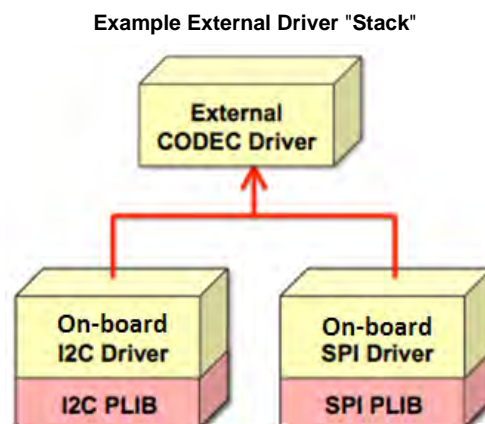 Example External Driver "Stack"
External
CODEC Driver
On-board
I2C Driver
I2C PLIB
On-board
SPI Driver
SPI PLIB